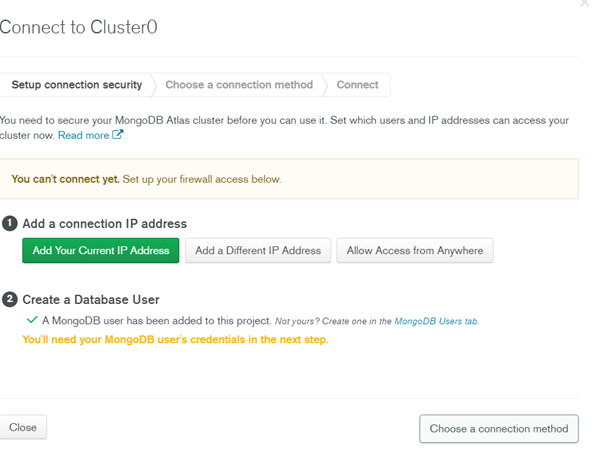 Connect to Cluster0
Setup connection security
Choose a connection method
Connect
You need to secure your MongoDB Atlas cluster before you can use it. Set which users and IP addresses can access your
cluster now. Read more
You can't connect yet. Set up your firewall access below.
1 Add a connection IP address
Add Your Current IP Address
Add a Different IP Address
Allow Access from Anywhere
2 Create a Database User
A MongoDB user has been added to this project. Not yours? Create one in the MongoDB Users tab.
You'll need your MongoDB user's credentials in the next step.
Close
Choose a connection method